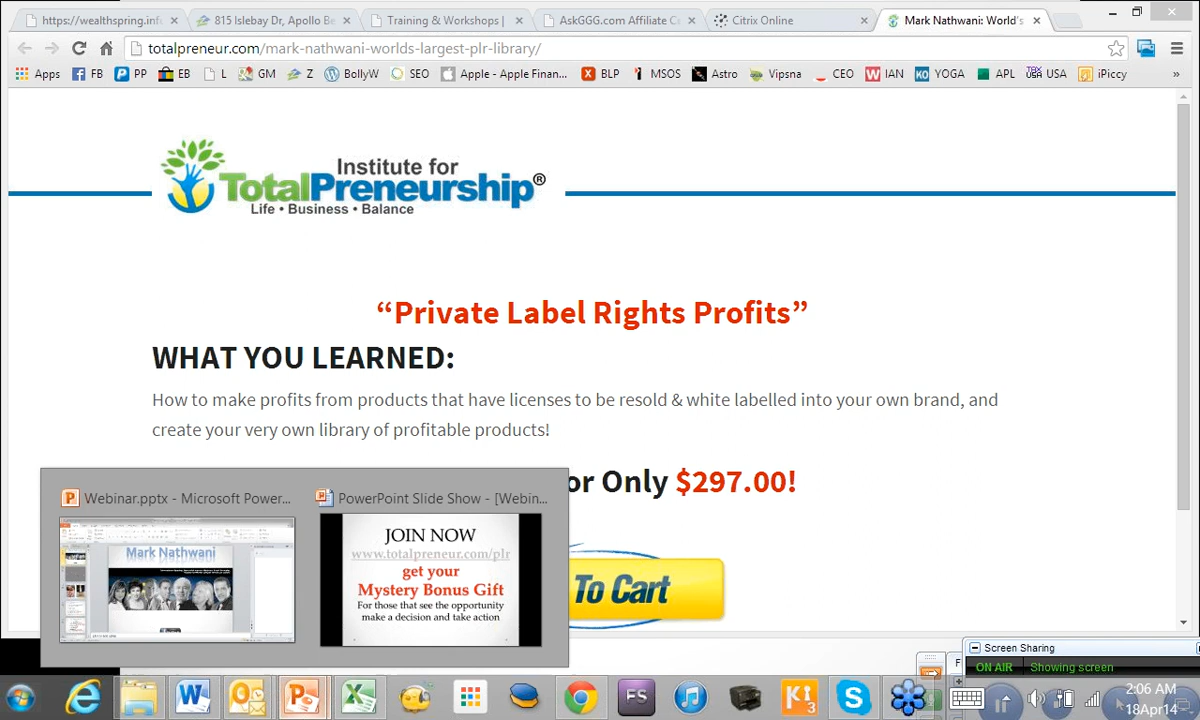 https://wealthspring.inf
815 Islebay Dr, Apollo Be
Training & Workshops |
AskGGG.com Affiliate C
Citrix Online
Mark Nathwani: World's
totalpreneur.com/mark-nathwani-worlds-largest-plr-library/
Apps FB PP EB L GM Z BollyW SEO Apple - Apple Finan... BLP MSOS Astro Vipsna CEO IAN YOGA APL USA iPiccy »
Institute for
TotalPreneurship®
Life • Business • Balance
“Private Label Rights Profits”
WHAT YOU LEARNED:
How to make profits from products that have licenses to be resold & white labelled into your own brand, and
create your very own library of profitable products!
or Only $297.00!
Webinar.pptx - Microsoft Power...
PowerPoint Slide Show - [Webin...
Mark Nathwani
JOIN NOW
www.totalpreneur.com/plr
get your
Mystery Bonus Gift
For those that see the opportunity
make a decision and take action
To Cart
Screen Sharing
ON AIR Showing screen
F
FS
2:06 AM
18Apr14